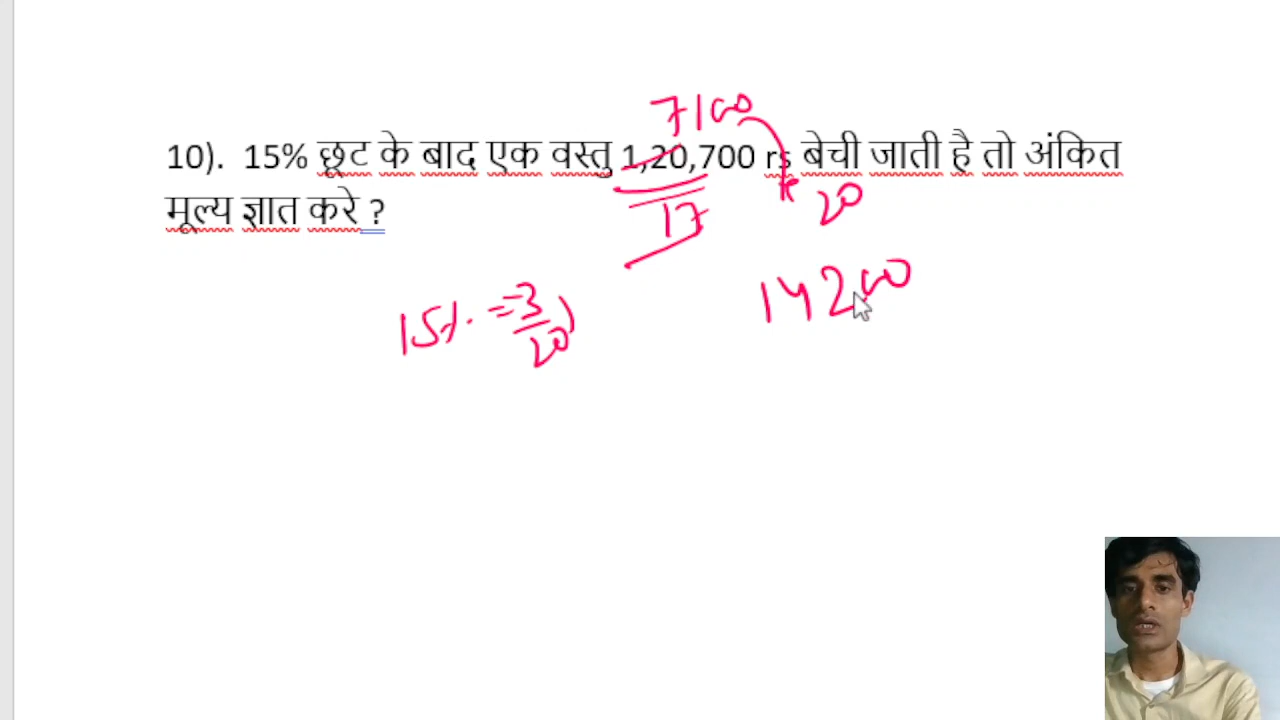 7100
10). 15% छूट के बाद एक वस्तु 1,20,700 rs बेची जाती है तो अंकित
मूल्य ज्ञात करे ?
17
* 20
15% = -3/20
14200